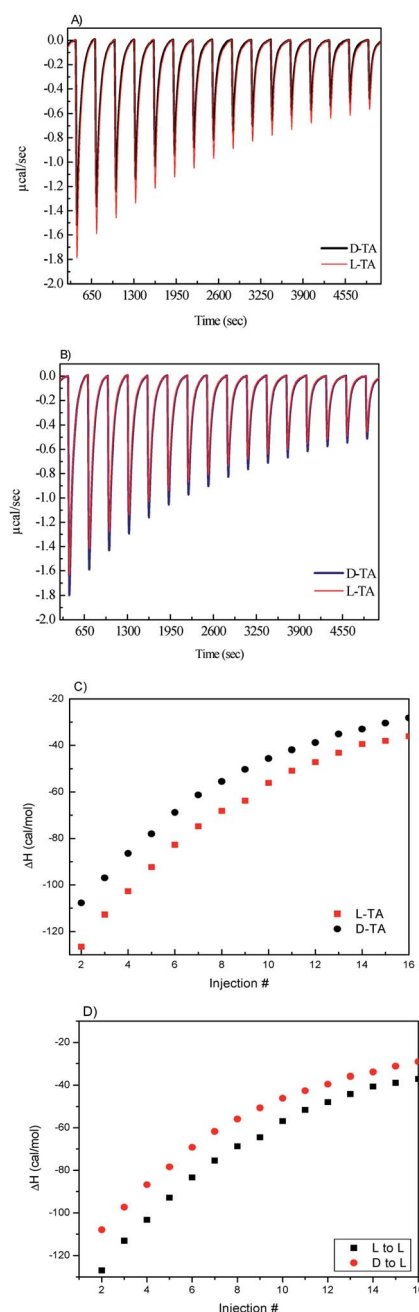 A)
0.0
-0.2
-0.4
-0.6
-0.8
-1.0
-1.2
-1.4
-1.6
-1.8
-2.0
μcal/sec
D-TA
L-TA
650 1300 1950 2600 3250 3900 4550
Time (sec)
B)
0.0
-0.2
-0.4
-0.6
-0.8
-1.0
-1.2
-1.4
-1.6
-1.8
-2.0
μcal/sec
D-TA
L-TA
650 1300 1950 2600 3250 3900 4550
Time (sec)
C)
-20
-40
-60
-80
-100
-120
ΔH (cal/mol)
L-TA
D-TA
2 4 6 8 10 12 14 16
Injection #
D)
-20
-40
-60
-80
-100
-120
ΔH (cal/mol)
L to L
D to L
2 4 6 8 10 12 14 16
Injection #